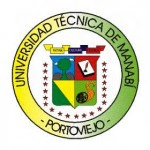 UNIVERSIDAD TÉCNICA DE MANABÍ
- PORTOVIEJO -